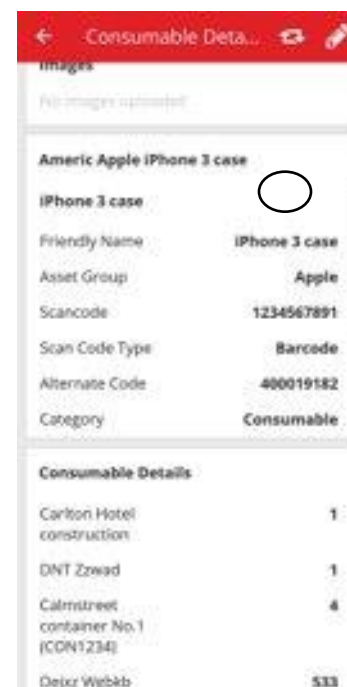 Consumable Deta...
Images
No images uploaded
Americ Apple iPhone 3 case
iPhone 3 case
Friendly Name iPhone 3 case
Asset Group Apple
Scancode 1234567891
Scan Code Type Barcode
Alternate Code 400019182
Category Consumable
Consumable Details
Carlton Hotel 1
construction
DNT Zzwad 1
Calmstreet 4
container No.1
(CON1234)
533